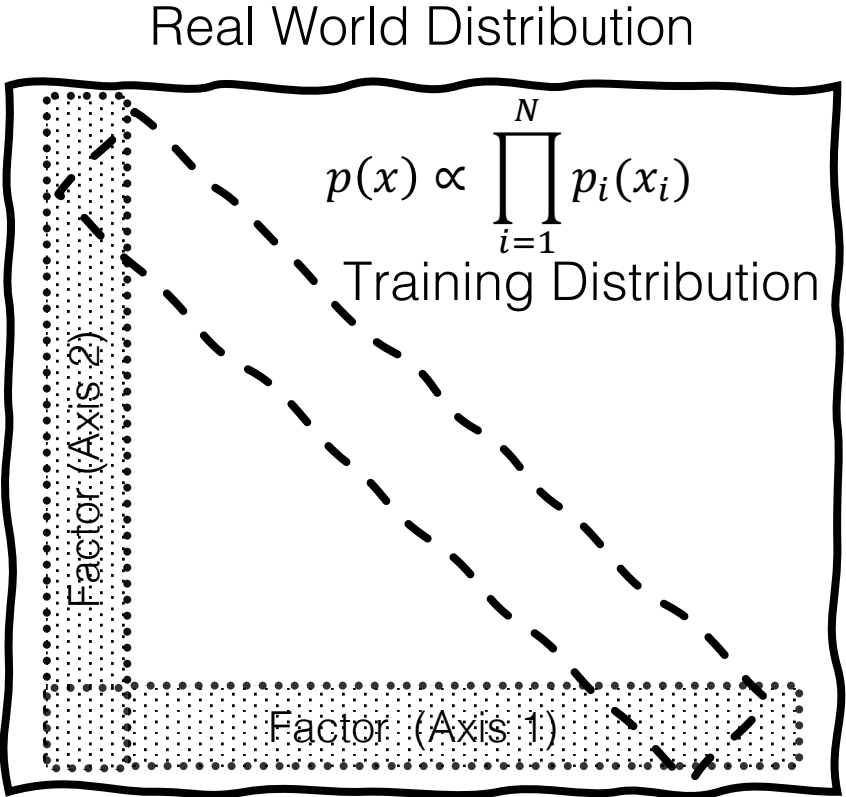 Real World Distribution
p(x) ∝ ∏_{i=1}^{N} p_i(x_i)
Training Distribution
Factor (Axis 2)
Factor (Axis 1)